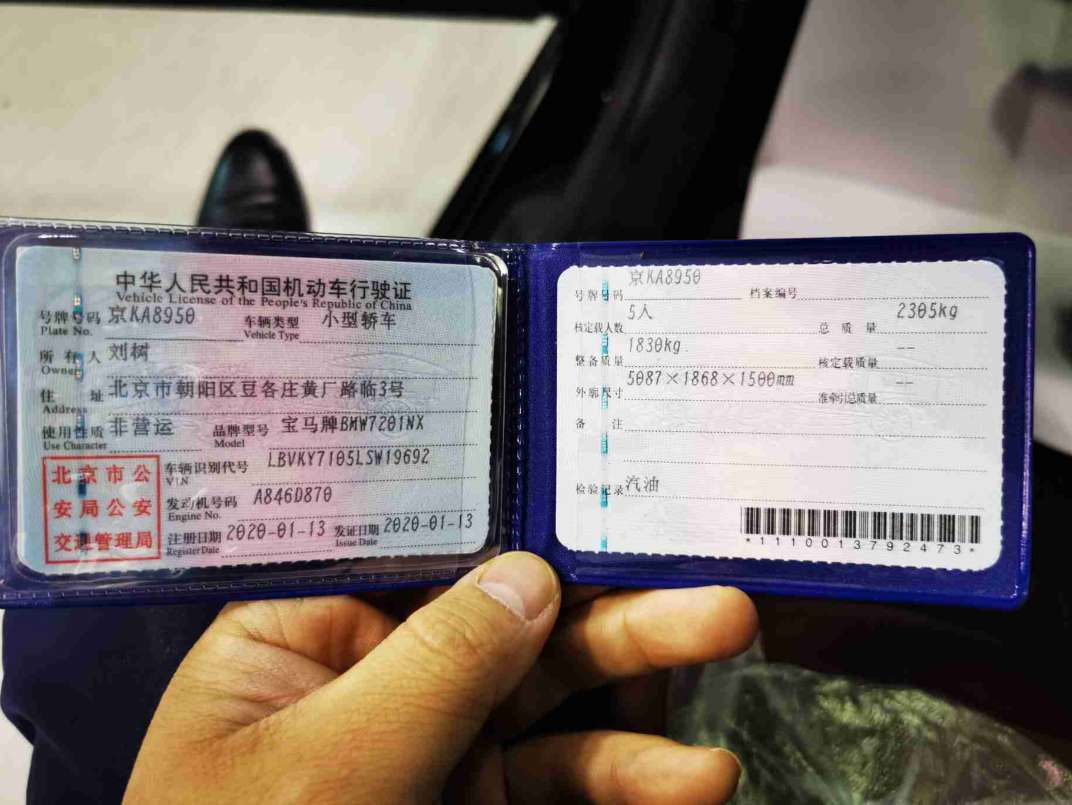 中华人民共和国机动车行驶证
Vehicle License of the People's Republic of China
号牌号码 京KA8950 车辆类型 小型轿车
Plate No. Vehicle Type
所有人 刘树
Owner
住址 北京市朝阳区豆各庄黄厂路临3号
Address
使用性质 非营运 品牌型号 宝马牌BMW7201NX
Use Character Model
车辆识别代号 LBVKY7105LSW19692
VIN
发动机号码 A846D870
Engine No.
注册日期 2020-01-13 发证日期 2020-01-13
Register Date Issue Date
北京市公
安局公安
交通管理局
号牌号码 京KA8950 档案编号
核定载人数 5人 总质量 2305kg
整备质量 1830kg 核定载质量 --
外廓尺寸 5087×1868×1500mm 准牵引总质量 --
备注
检验记录 汽油
*1110013792473*